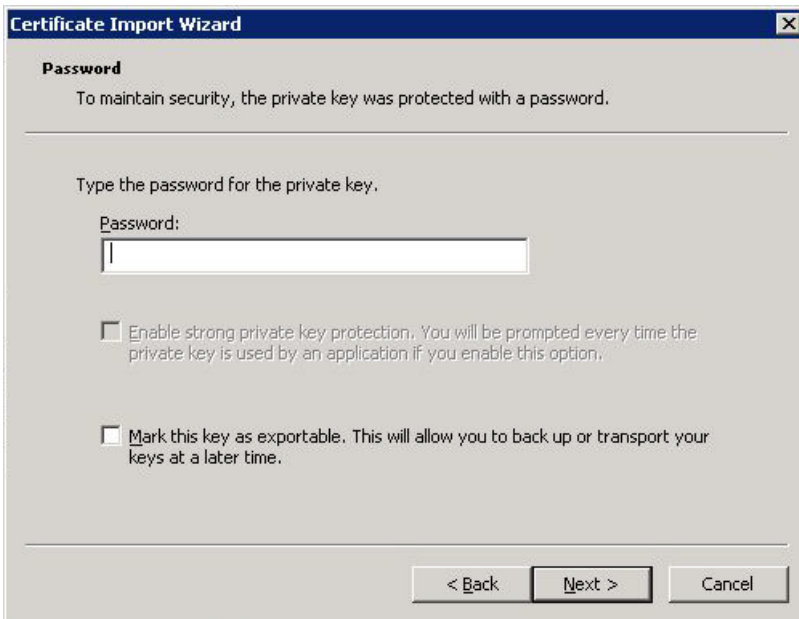 Certificate Import Wizard
Password
To maintain security, the private key was protected with a password.
Type the password for the private key.
Password:
Enable strong private key protection. You will be prompted every time the
private key is used by an application if you enable this option.
Mark this key as exportable. This will allow you to back up or transport your
keys at a later time.
< Back Next > Cancel